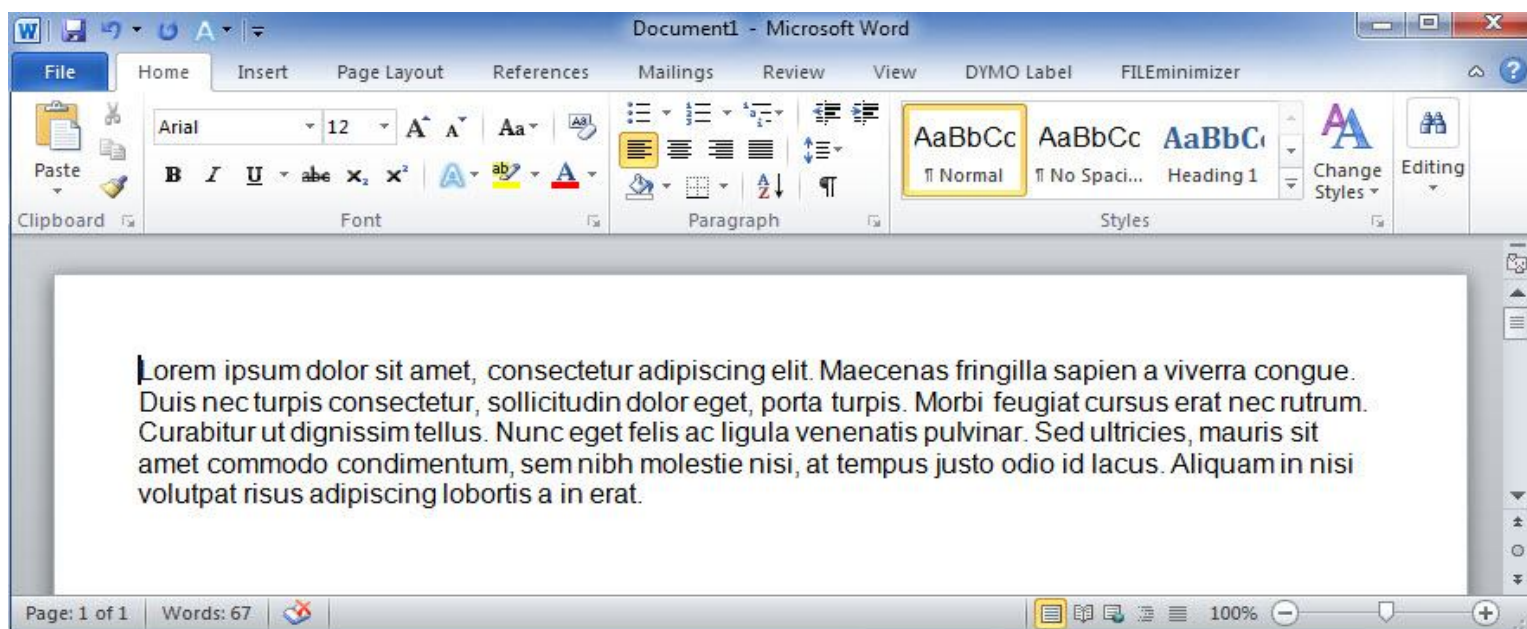 W A
Document1 - Microsoft Word
File Home Insert Page Layout References Mailings Review View DYMO Label FILEminimizer
Arial 12 A A Aa
Paste
B I U abc x₂ x² A ab A
Clipboard Font Paragraph Styles
AaBbCc AaBbCc AaBbC
¶ Normal ¶ No Spaci... Heading 1
Change Styles
Editing
Lorem ipsum dolor sit amet, consectetur adipiscing elit. Maecenas fringilla sapien a viverra congue.
Duis nec turpis consectetur, sollicitudin dolor eget, porta turpis. Morbi feugiat cursus erat nec rutrum.
Curabitur ut dignissim tellus. Nunc eget felis ac ligula venenatis pulvinar. Sed ultricies, mauris sit
amet commodo condimentum, sem nibh molestie nisi, at tempus justo odio id lacus. Aliquam in nisi
volutpat risus adipiscing lobortis a in erat.
Page: 1 of 1 Words: 67 100%